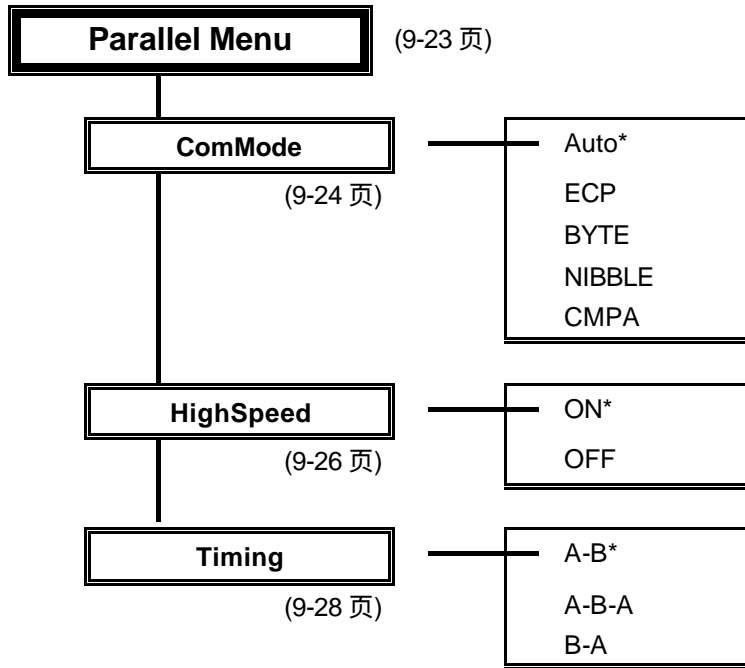 Parallel Menu (9-23 页)
ComMode
(9-24 页)
Auto*
ECP
BYTE
NIBBLE
CMPA
HighSpeed
(9-26 页)
ON*
OFF
Timing
(9-28 页)
A-B*
A-B-A
B-A